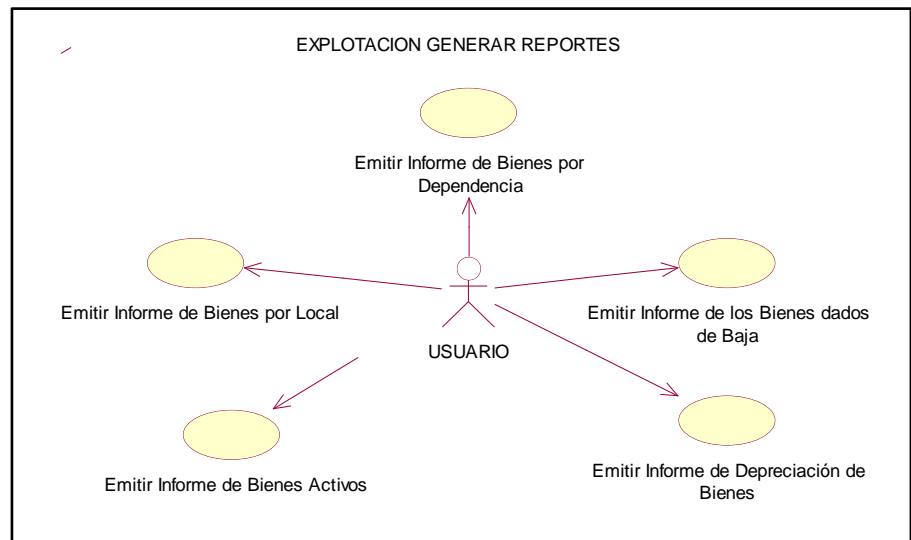 EXPLOTACION GENERAR REPORTES
Emitir Informe de Bienes por
Dependencia
Emitir Informe de Bienes por Local
Emitir Informe de los Bienes dados
de Baja
USUARIO
Emitir Informe de Bienes Activos
Emitir Informe de Depreciación de
Bienes